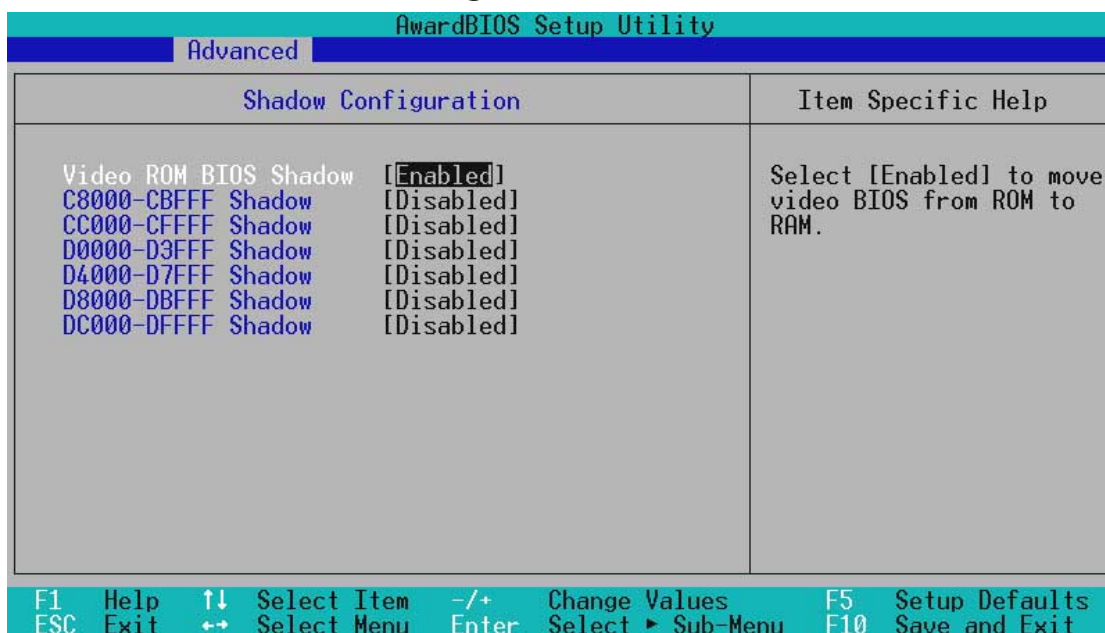 AwardBIOS Setup Utility
Advanced
Shadow Configuration
Item Specific Help
Video ROM BIOS Shadow [Enabled]
C8000-CBFFF Shadow [Disabled]
CC000-CFFFF Shadow [Disabled]
D0000-D3FFF Shadow [Disabled]
D4000-D7FFF Shadow [Disabled]
D8000-DBFFF Shadow [Disabled]
DC000-DFFFF Shadow [Disabled]
Select [Enabled] to move
video BIOS from ROM to
RAM.
F1 Help ↑↓ Select Item -/+ Change Values F5 Setup Defaults
ESC Exit ←→ Select Menu Enter Select ► Sub-Menu F10 Save and Exit